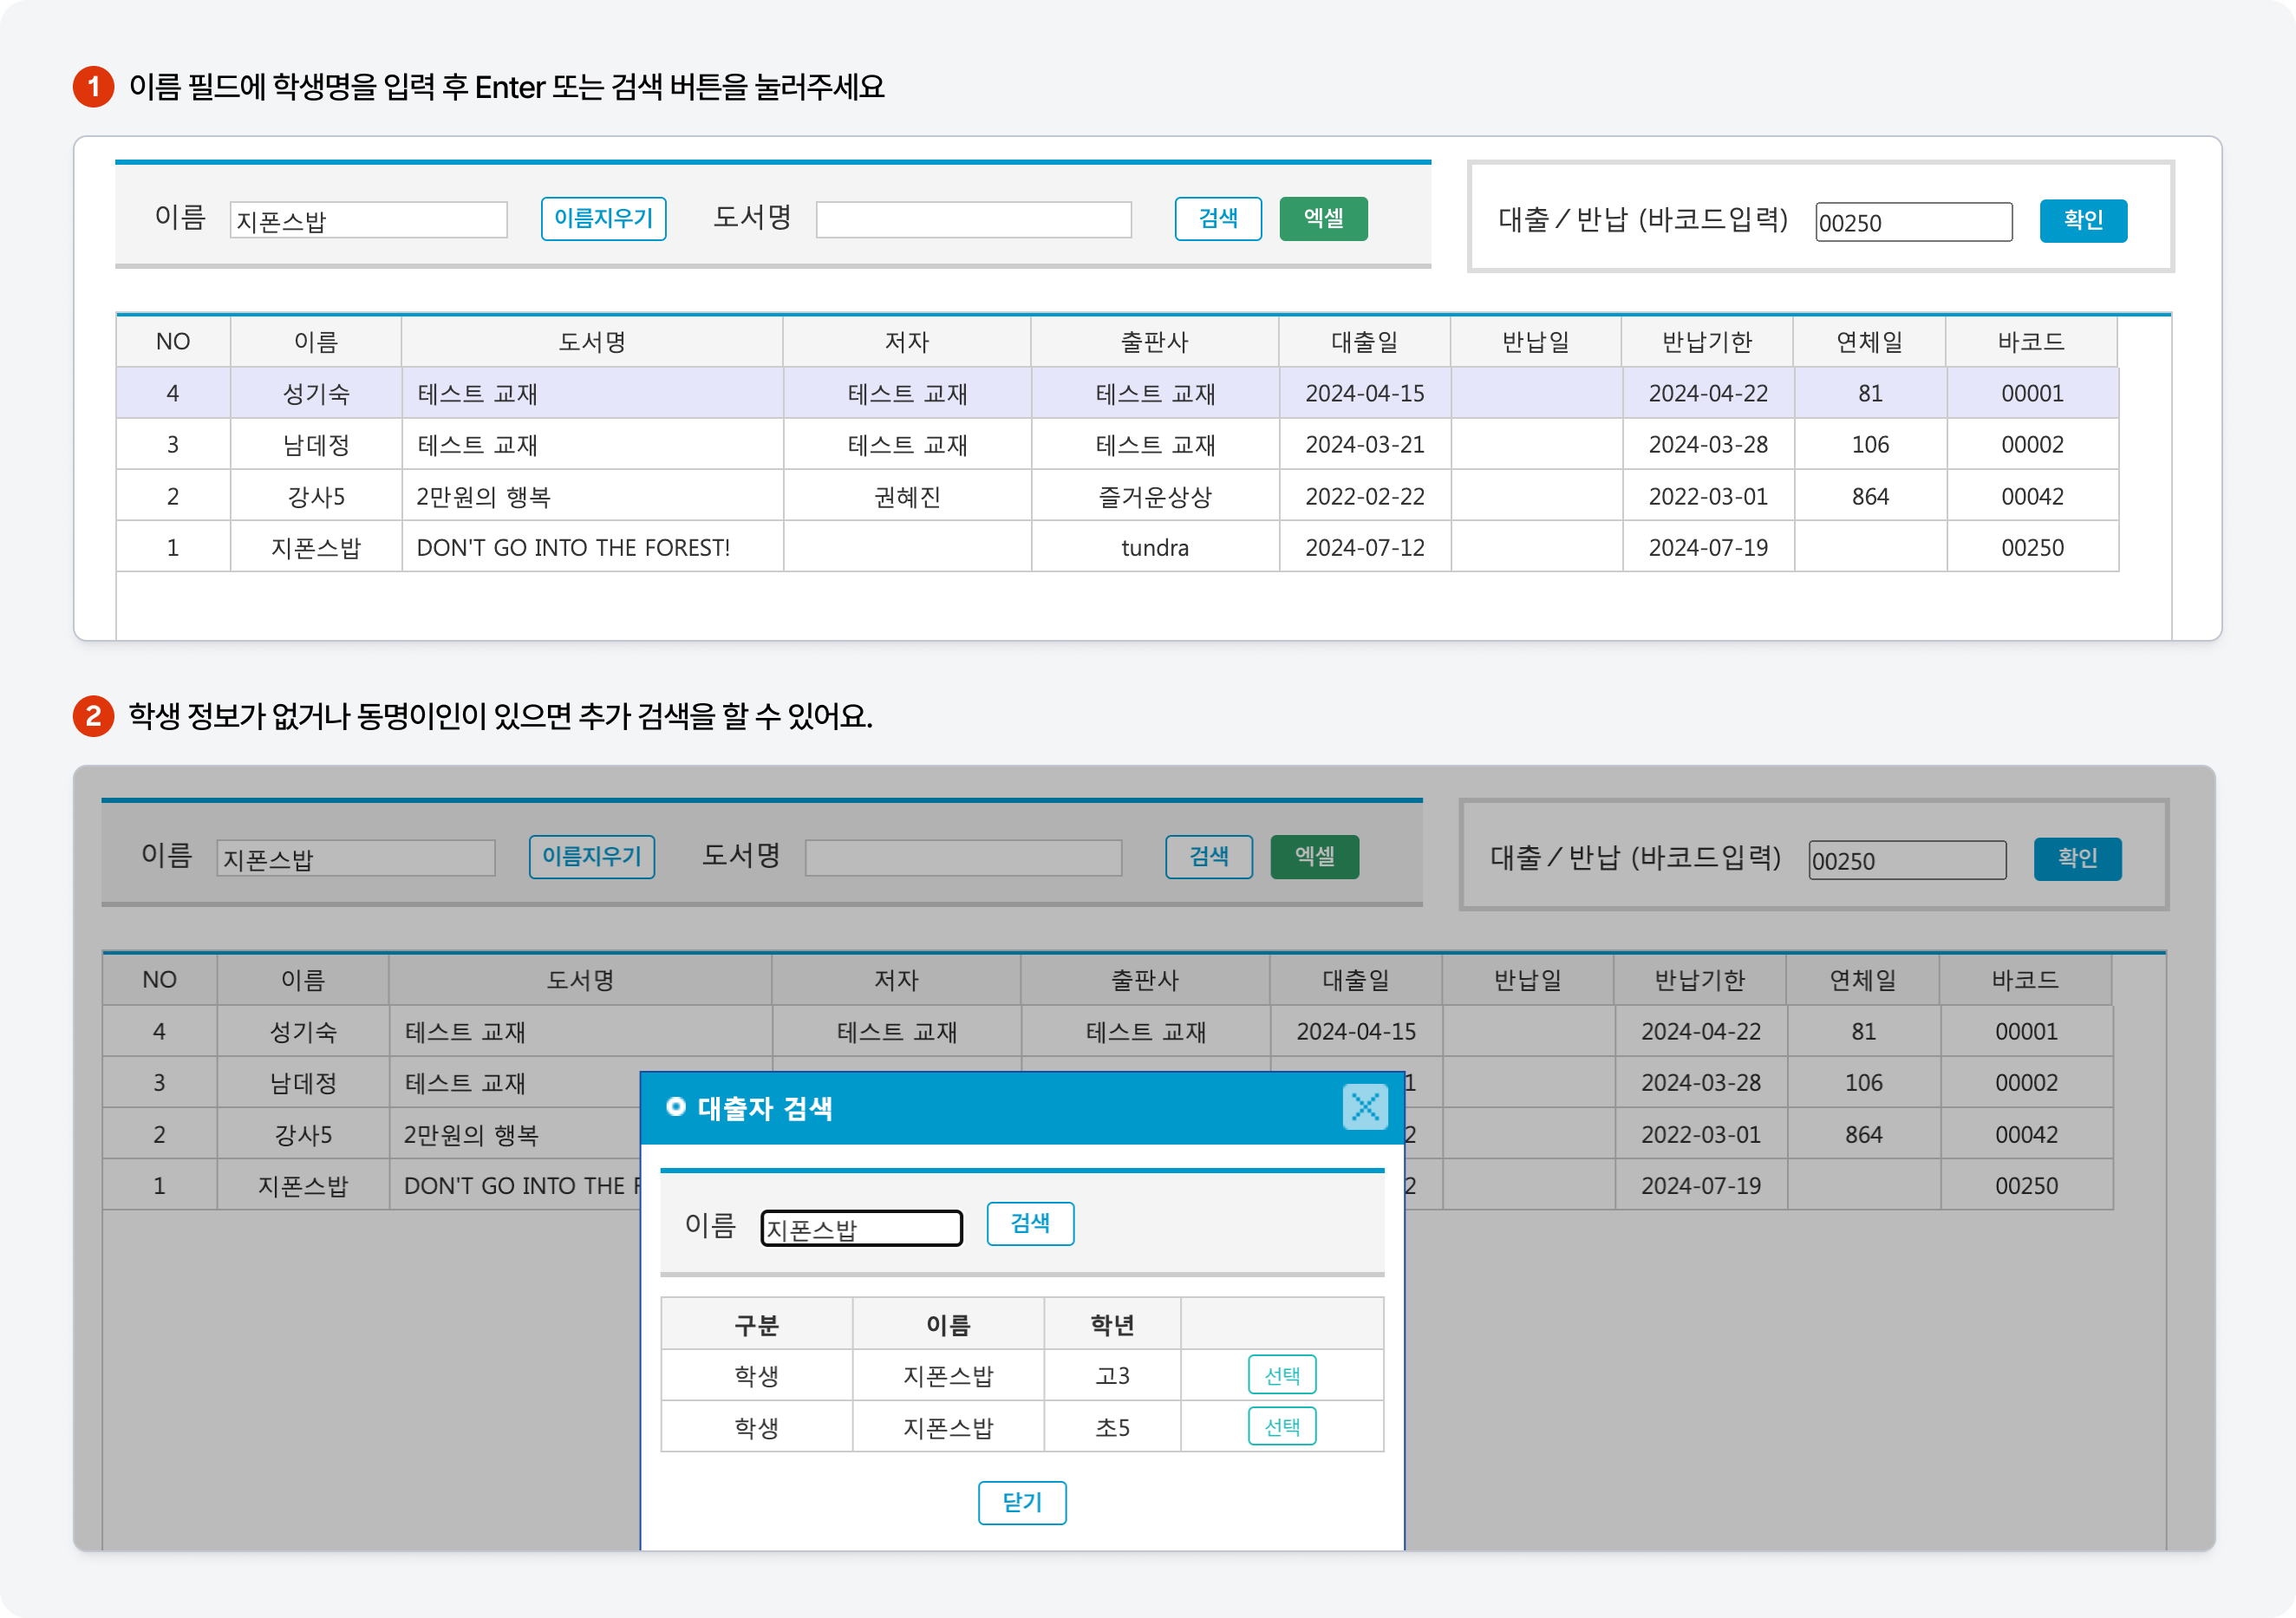 1 이름 필드에 학생명을 입력 후 Enter 또는 검색 버튼을 눌러주세요
이름 지폰스밥 이름지우기 도서명 검색 엑셀 대출/반납 (바코드입력) 00250 확인
NO 이름 도서명 저자 출판사 대출일 반납일 반납기한 연체일 바코드
4 성기숙 테스트 교재 테스트 교재 테스트 교재 2024-04-15 2024-04-22 81 00001
3 남데정 테스트 교재 테스트 교재 테스트 교재 2024-03-21 2024-03-28 106 00002
2 강사5 2만원의 행복 권혜진 즐거운상상 2022-02-22 2022-03-01 864 00042
1 지폰스밥 DON'T GO INTO THE FOREST! tundra 2024-07-12 2024-07-19 00250
2 학생 정보가 없거나 동명이인이 있으면 추가 검색을 할 수 있어요.
이름 지폰스밥 이름지우기 도서명 검색 엑셀 대출/반납 (바코드입력) 00250 확인
NO 이름 도서명 저자 출판사 대출일 반납일 반납기한 연체일 바코드
4 성기숙 테스트 교재 테스트 교재 테스트 교재 2024-04-15 2024-04-22 81 00001
3 남데정 테스트 교재 1 2024-03-28 106 00002
2 강사5 2만원의 행복 2 2022-03-01 864 00042
1 지폰스밥 DON'T GO INTO THE 2 2024-07-19 00250
대출자 검색
이름 지폰스밥 검색
구분 이름 학년
학생 지폰스밥 고3 선택
학생 지폰스밥 초5 선택
닫기